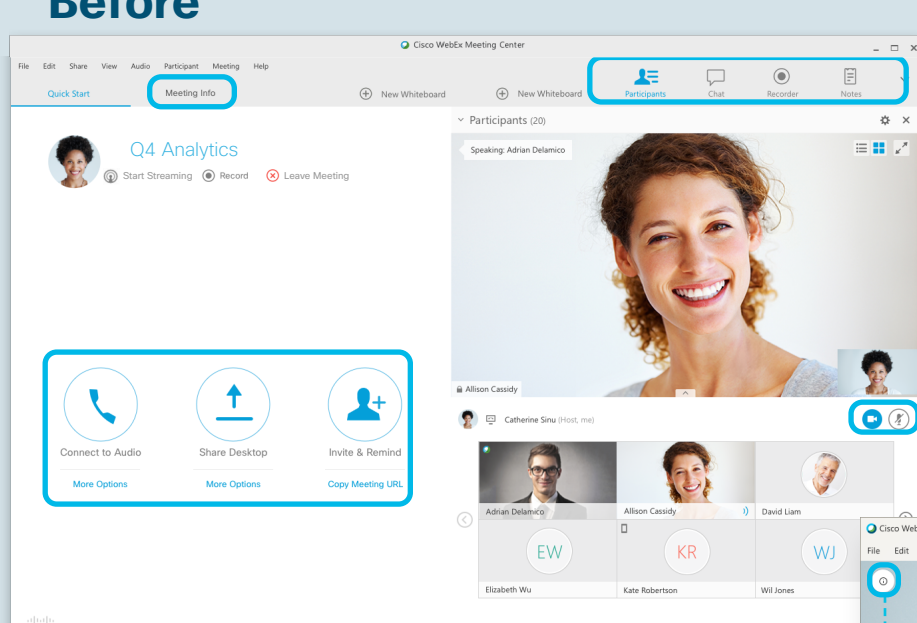 Before
Cisco WebEx Meeting Center
File Edit Share View Audio Participant Meeting Help
Quick Start Meeting Info New Whiteboard New Whiteboard Participants Chat Recorder Notes
Participants (20)
Speaking: Adrian Delamico
Q4 Analytics
Start Streaming Record Leave Meeting
Allison Cassidy
Catherine Sinu (Host, me)
Connect to Audio Share Desktop Invite & Remind
More Options More Options Copy Meeting URL
Adrian Delamico Allison Cassidy David Liam
Cisco Web
File Edit
EW KR WJ
Elizabeth Wu Kate Robertson Wil Jones